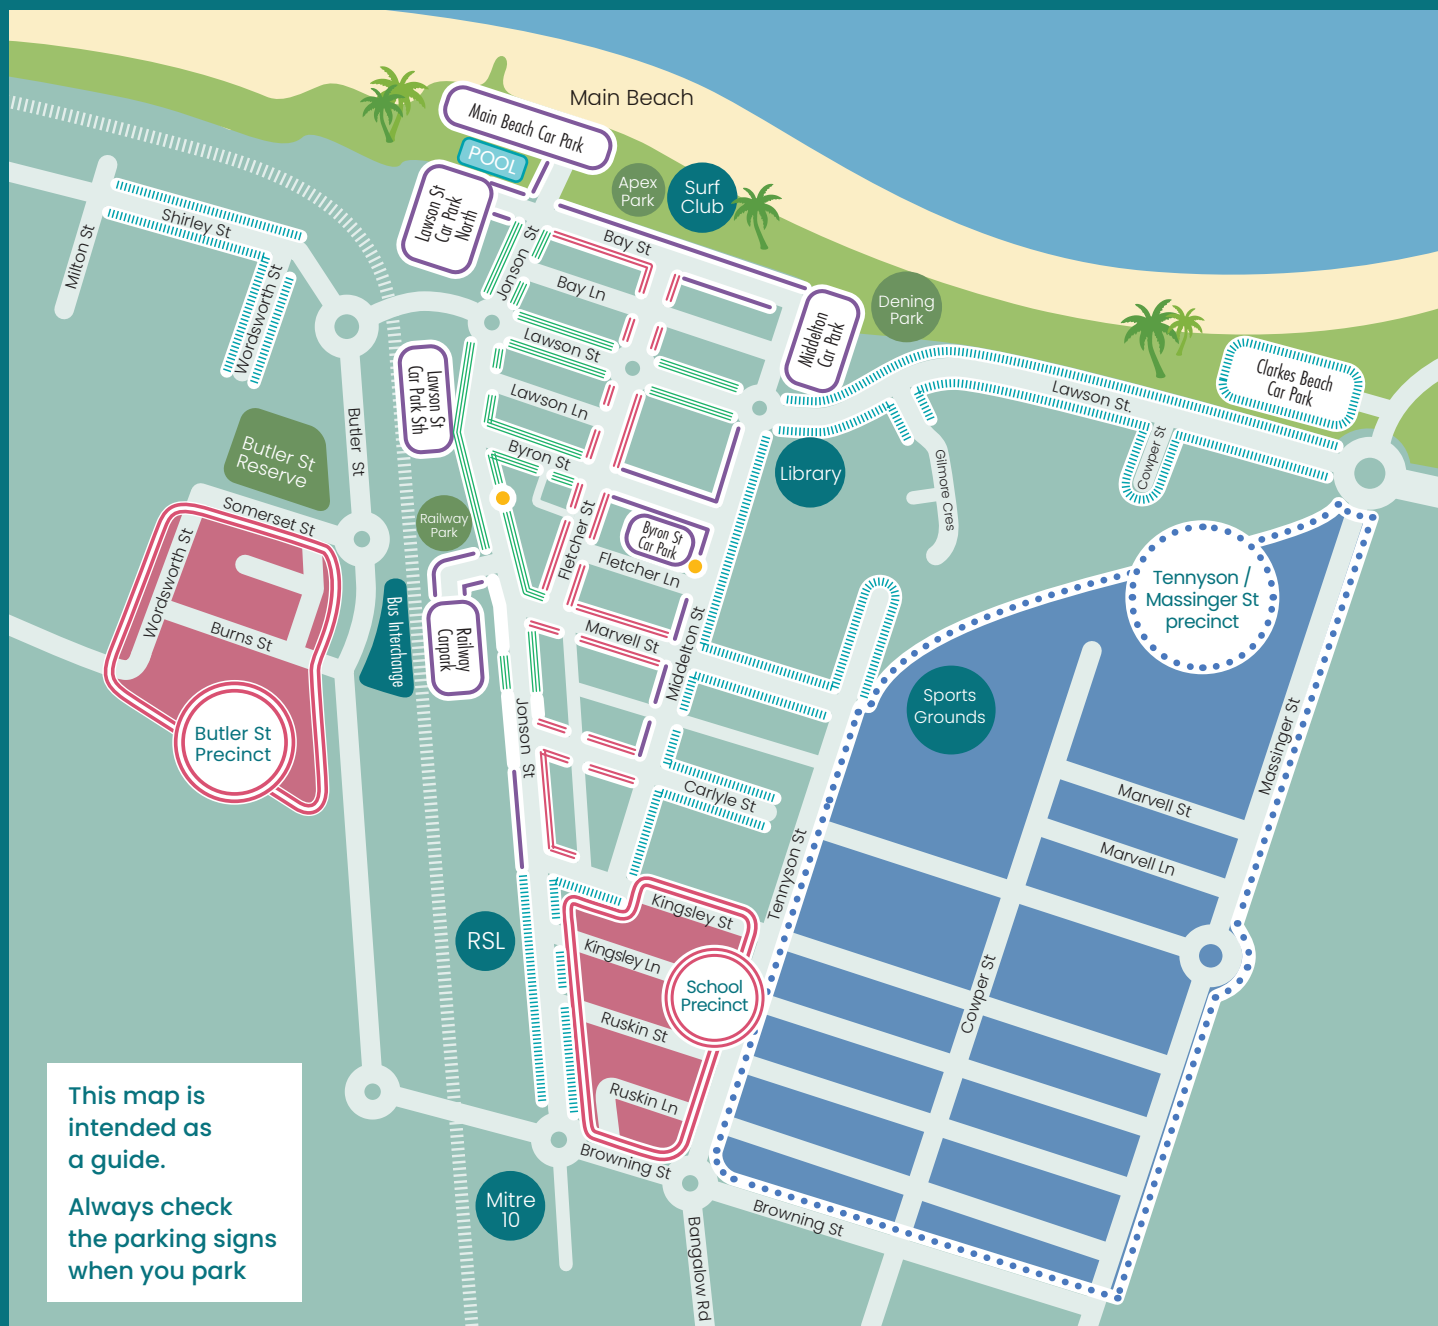 Main Beach
Main Beach Car Park
POOL
Apex
Park
Surf
Club
Lawson St
Car Park
North
Shirley St
Milton St
Wordsworth St
Jonson St
Bay St
Bay Ln
Dening
Park
Middelton
Car Park
Lawson St
Lawson St
Car Park Sth
Lawson Ln
Clarkes Beach
Car Park
Lawson St.
Cowper St
Butler St
Butler St
Reserve
Byron St
Library
Gilmore Cres
Somerset St
Railway
Park
Fletcher St
Byron St
Car Park
Fletcher Ln
Wordsworth St
Burns St
Bus Interchange
Railway
Carpark
Marvell St
Middelton St
Tennyson /
Massinger St
precinct
Butler St
Precinct
Jonson St
Sports
Grounds
Massinger St
Carlyle St
Marvell St
Marvell Ln
Tennyson St
Kingsley St
RSL
Kingsley Ln
School
Precinct
Ruskin St
Cowper St
Ruskin Ln
Browning St
Mitre
10
Browning St
Bangalow Rd
This map is
intended as
a guide.
Always check
the parking signs
when you park